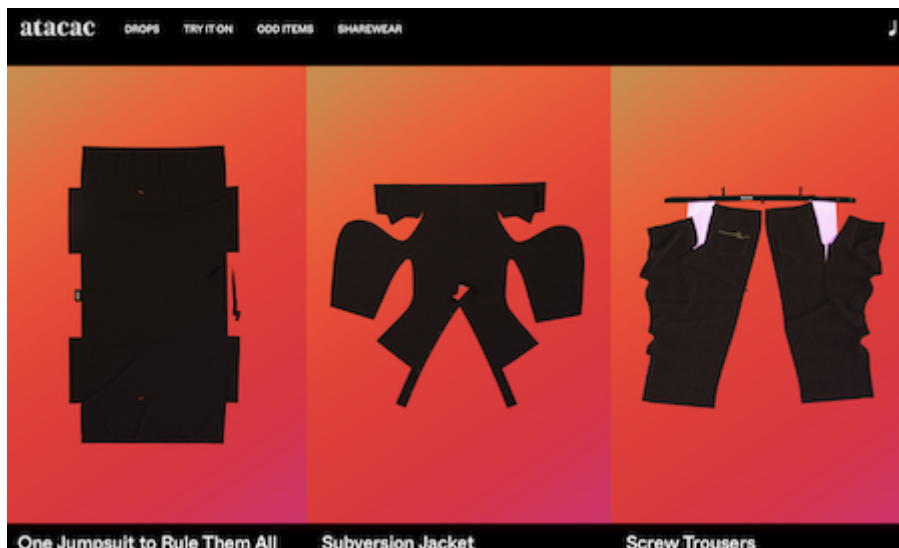 atacac
DROPS TRY IT ON ODD ITEMS SHAREWEAR
One Jumpsuit to Rule Them All Subversion Jacket Screw Trousers